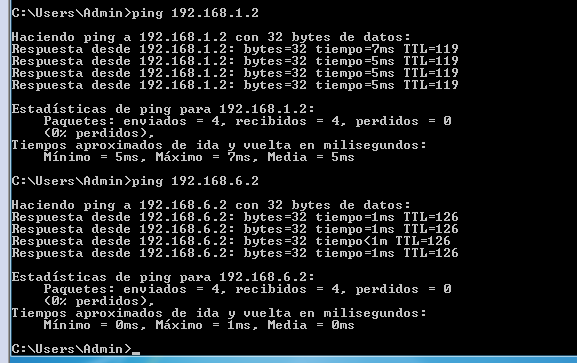 C:\Users\Admin>ping 192.168.1.2
Haciendo ping a 192.168.1.2 con 32 bytes de datos:
Respuesta desde 192.168.1.2: bytes=32 tiempo=7ms TTL=119
Respuesta desde 192.168.1.2: bytes=32 tiempo=5ms TTL=119
Respuesta desde 192.168.1.2: bytes=32 tiempo=5ms TTL=119
Respuesta desde 192.168.1.2: bytes=32 tiempo=5ms TTL=119
Estadísticas de ping para 192.168.1.2:
Paquetes: enviados = 4, recibidos = 4, perdidos = 0
(0% perdidos),
Tiempos aproximados de ida y vuelta en milisegundos:
Mínimo = 5ms, Máximo = 7ms, Media = 5ms
C:\Users\Admin>ping 192.168.6.2
Haciendo ping a 192.168.6.2 con 32 bytes de datos:
Respuesta desde 192.168.6.2: bytes=32 tiempo=1ms TTL=126
Respuesta desde 192.168.6.2: bytes=32 tiempo=1ms TTL=126
Respuesta desde 192.168.6.2: bytes=32 tiempo<1m TTL=126
Respuesta desde 192.168.6.2: bytes=32 tiempo=1ms TTL=126
Estadísticas de ping para 192.168.6.2:
Paquetes: enviados = 4, recibidos = 4, perdidos = 0
(0% perdidos),
Tiempos aproximados de ida y vuelta en milisegundos:
Mínimo = 0ms, Máximo = 1ms, Media = 0ms
C:\Users\Admin>_